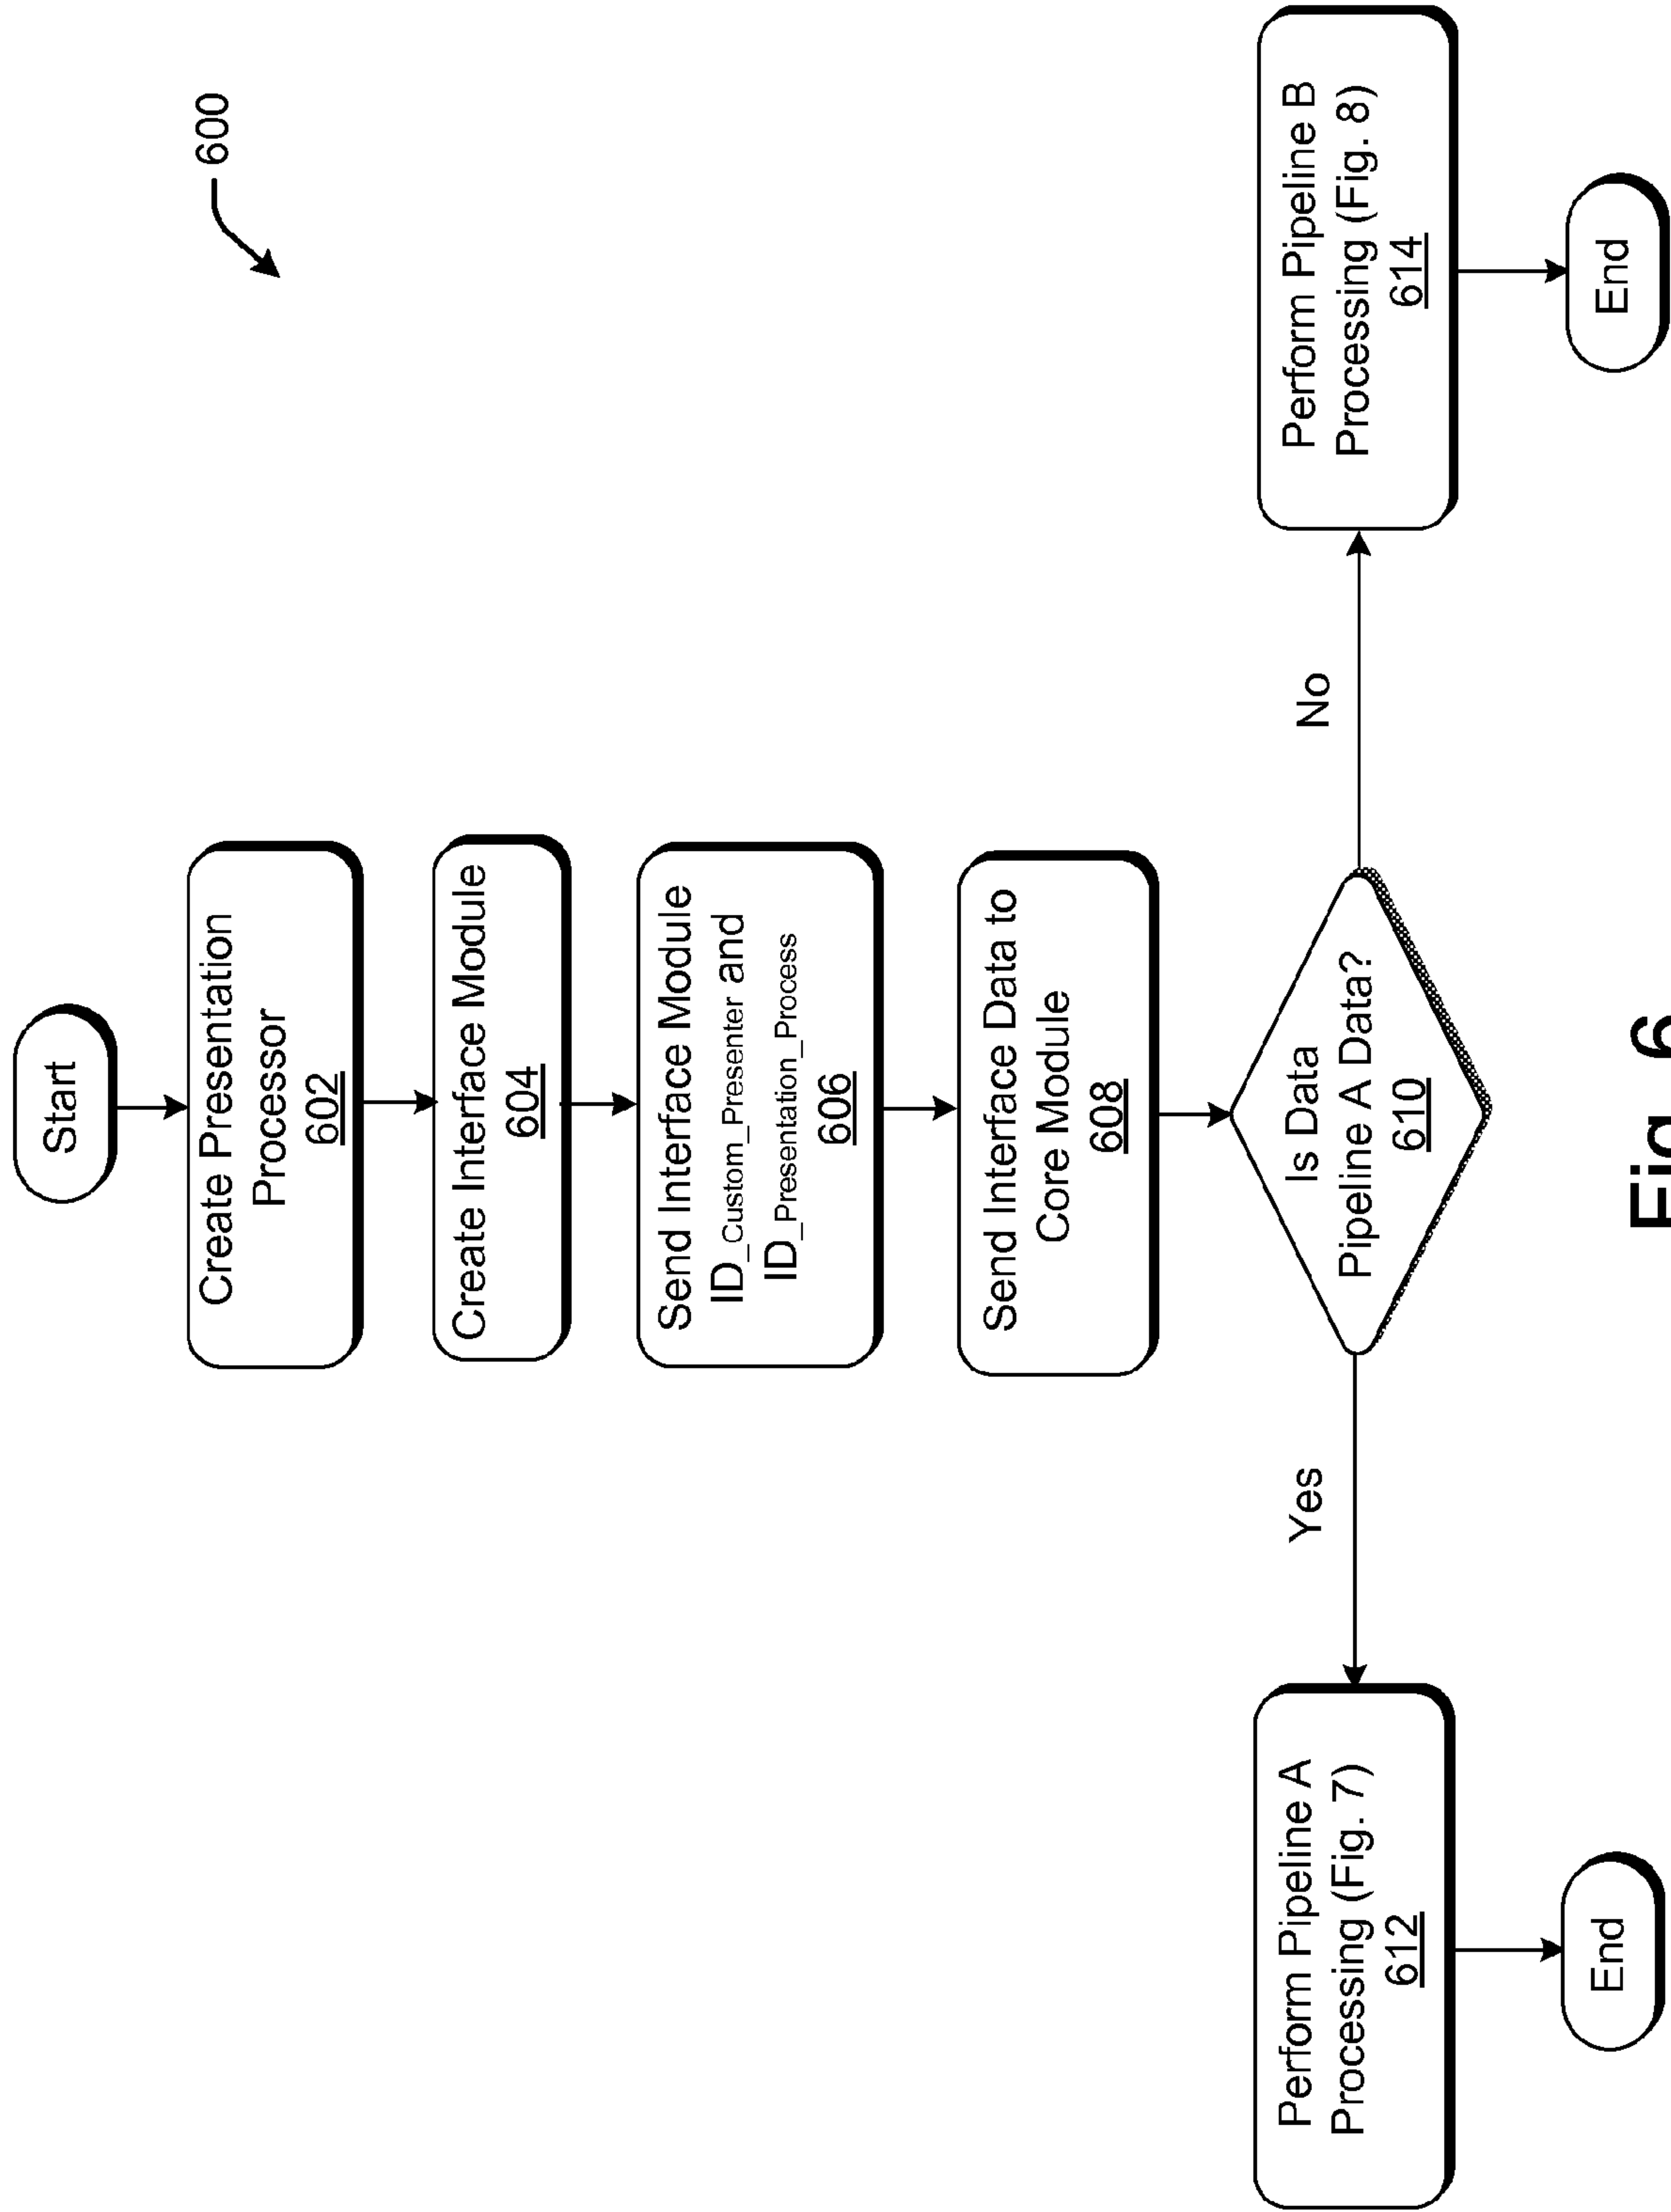 600
Start
Create Presentation
Processor
602
Create Interface Module
604
Send Interface Module
ID_Custom_Presenter and
ID_Presentation_Process
606
Send Interface Data to
Core Module
608
Is Data
Pipeline A Data?
610
Yes
No
Perform Pipeline A
Processing (Fig. 7)
612
End
Perform Pipeline B
Processing (Fig. 8)
614
End
Fig. 6